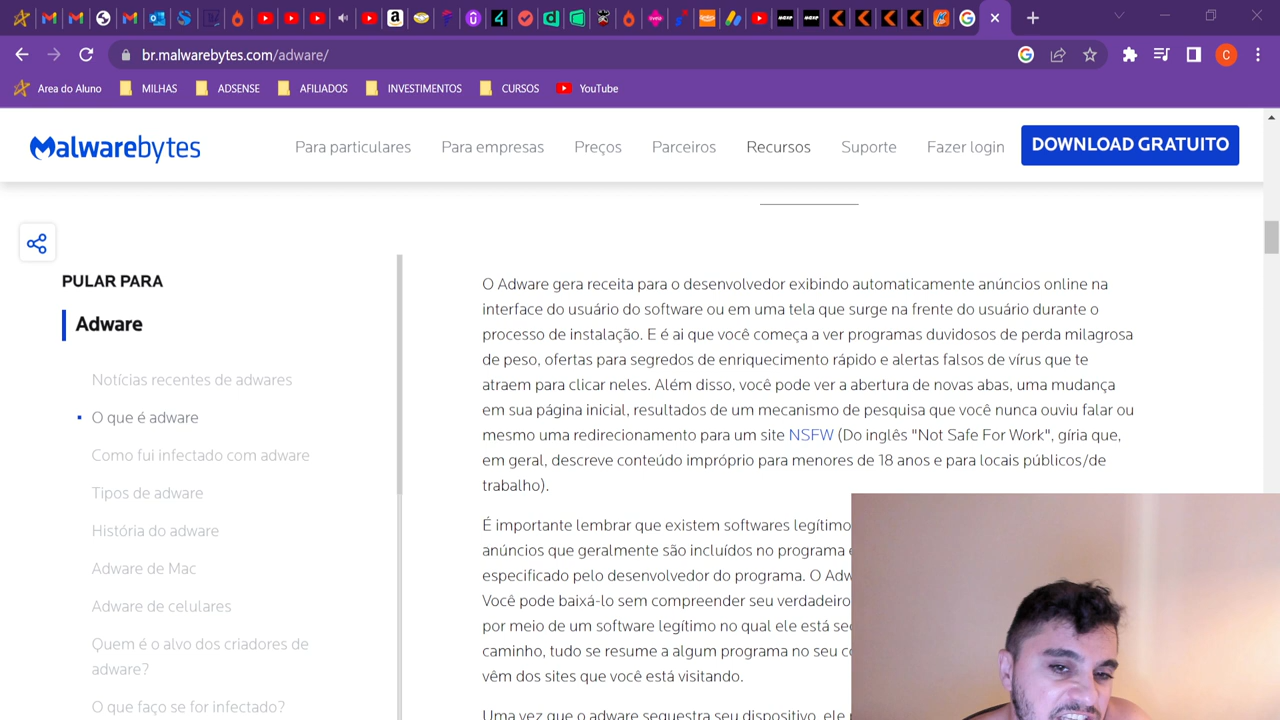 br.malwarebytes.com/adware/
C
Area do Aluno MILHAS ADSENSE AFILIADOS INVESTIMENTOS CURSOS YouTube
Malwarebytes Para particulares Para empresas Preços Parceiros Recursos Suporte Fazer login DOWNLOAD GRATUITO
PULAR PARA
Adware
Notícias recentes de adwares
O que é adware
Como fui infectado com adware
Tipos de adware
História do adware
Adware de Mac
Adware de celulares
Quem é o alvo dos criadores de
adware?
O que faço se for infectado?
O Adware gera receita para o desenvolvedor exibindo automaticamente anúncios online na
interface do usuário do software ou em uma tela que surge na frente do usuário durante o
processo de instalação. E é ai que você começa a ver programas duvidosos de perda milagrosa
de peso, ofertas para segredos de enriquecimento rápido e alertas falsos de vírus que te
atraem para clicar neles. Além disso, você pode ver a abertura de novas abas, uma mudança
em sua página inicial, resultados de um mecanismo de pesquisa que você nunca ouviu falar ou
mesmo uma redirecionamento para um site NSFW (Do inglês "Not Safe For Work", gíria que,
em geral, descreve conteúdo impróprio para menores de 18 anos e para locais públicos/de
trabalho).
É importante lembrar que existem softwares legítimo
anúncios que geralmente são incluídos no programa
especificado pelo desenvolvedor do programa. O Adw
Você pode baixá-lo sem compreender seu verdadeiro
por meio de um software legítimo no qual ele está sec
caminho, tudo se resume a algum programa no seu co
vêm dos sites que você está visitando.
Uma vez que o adware sequestra seu dispositivo, ele